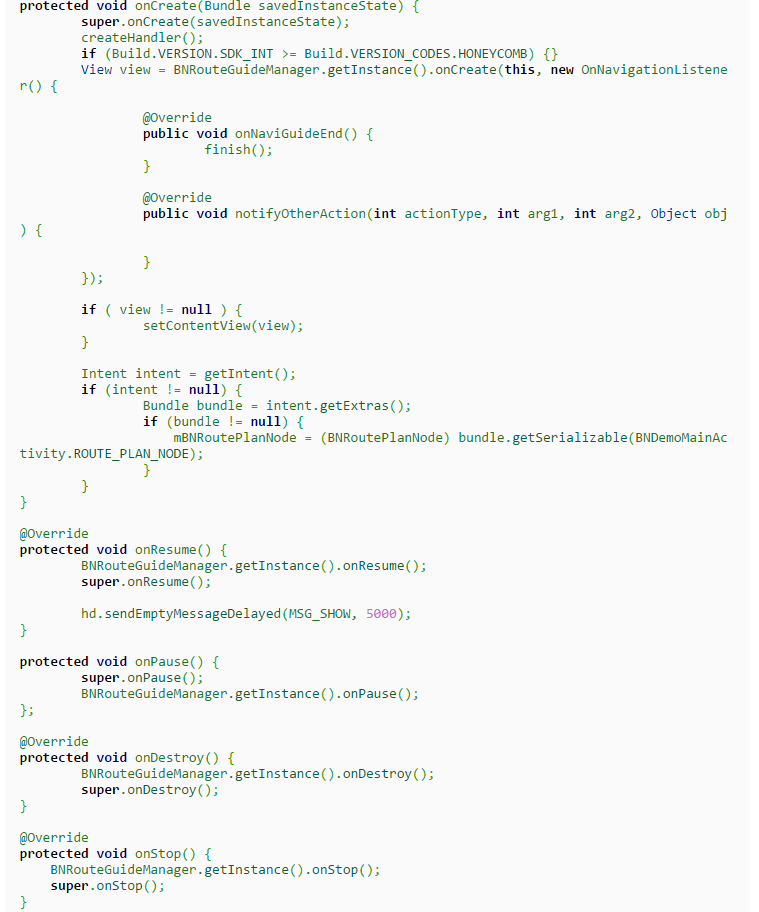 protected void onCreate(Bundle savedInstanceState) {
        super.onCreate(savedInstanceState);
        createHandler();
        if (Build.VERSION.SDK_INT >= Build.VERSION_CODES.HONEYCOMB) {}
        View view = BNRouteGuideManager.getInstance().onCreate(this, new OnNavigationListene
r() {

                @Override
                public void onNaviGuideEnd() {
                        finish();
                }

                @Override
                public void notifyOtherAction(int actionType, int arg1, int arg2, Object obj
) {

                }
        });

        if ( view != null ) {
                setContentView(view);
        }

        Intent intent = getIntent();
        if (intent != null) {
                Bundle bundle = intent.getExtras();
                if (bundle != null) {
                    mBNRoutePlanNode = (BNRoutePlanNode) bundle.getSerializable(BNDemoMainAc
tivity.ROUTE_PLAN_NODE);
                }
        }
}

@Override
protected void onResume() {
        BNRouteGuideManager.getInstance().onResume();
        super.onResume();

        hd.sendEmptyMessageDelayed(MSG_SHOW, 5000);
}

protected void onPause() {
        super.onPause();
        BNRouteGuideManager.getInstance().onPause();
};

@Override
protected void onDestroy() {
        BNRouteGuideManager.getInstance().onDestroy();
        super.onDestroy();
}

@Override
protected void onStop() {
    BNRouteGuideManager.getInstance().onStop();
    super.onStop();
}